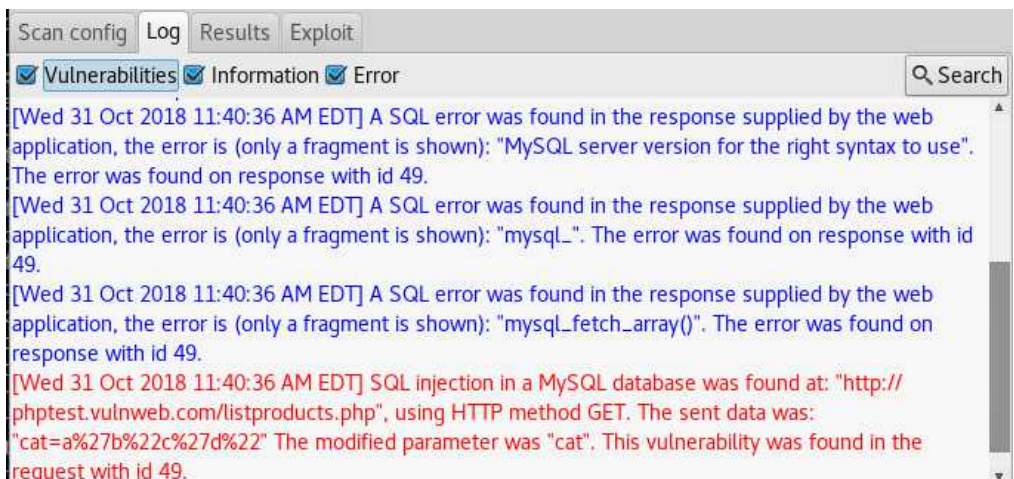 Scan config Log Results Exploit
Vulnerabilities Information Error Search
[Wed 31 Oct 2018 11:40:36 AM EDT] A SQL error was found in the response supplied by the web
application, the error is (only a fragment is shown): "MySQL server version for the right syntax to use".
The error was found on response with id 49.
[Wed 31 Oct 2018 11:40:36 AM EDT] A SQL error was found in the response supplied by the web
application, the error is (only a fragment is shown): "mysql_". The error was found on response with id
49.
[Wed 31 Oct 2018 11:40:36 AM EDT] A SQL error was found in the response supplied by the web
application, the error is (only a fragment is shown): "mysql_fetch_array()". The error was found on
response with id 49.
[Wed 31 Oct 2018 11:40:36 AM EDT] SQL injection in a MySQL database was found at: "http://
phptest.vulnweb.com/listproducts.php", using HTTP method GET. The sent data was:
"cat=a%27b%22c%27d%22" The modified parameter was "cat". This vulnerability was found in the
request with id 49.